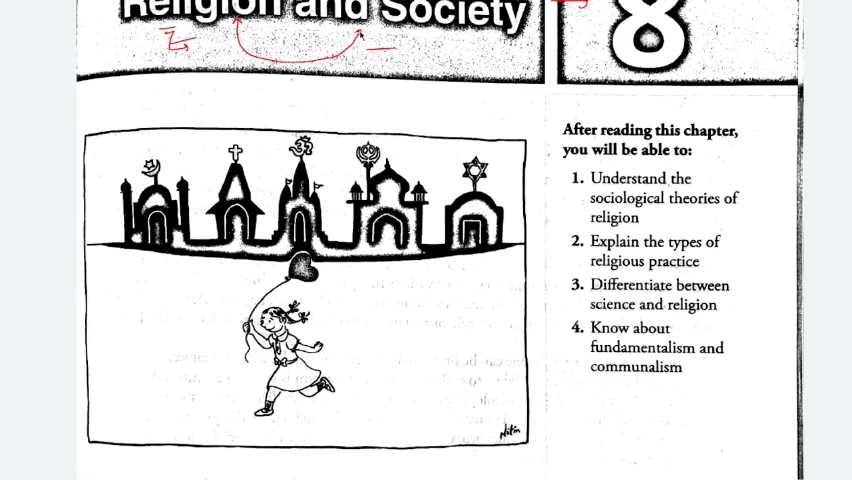 Religion and Society
8
After reading this chapter,
you will be able to:
1. Understand the
sociological theories of
religion
2. Explain the types of
religious practice
3. Differentiate between
science and religion
4. Know about
fundamentalism and
communalism
ॐ
Nitin